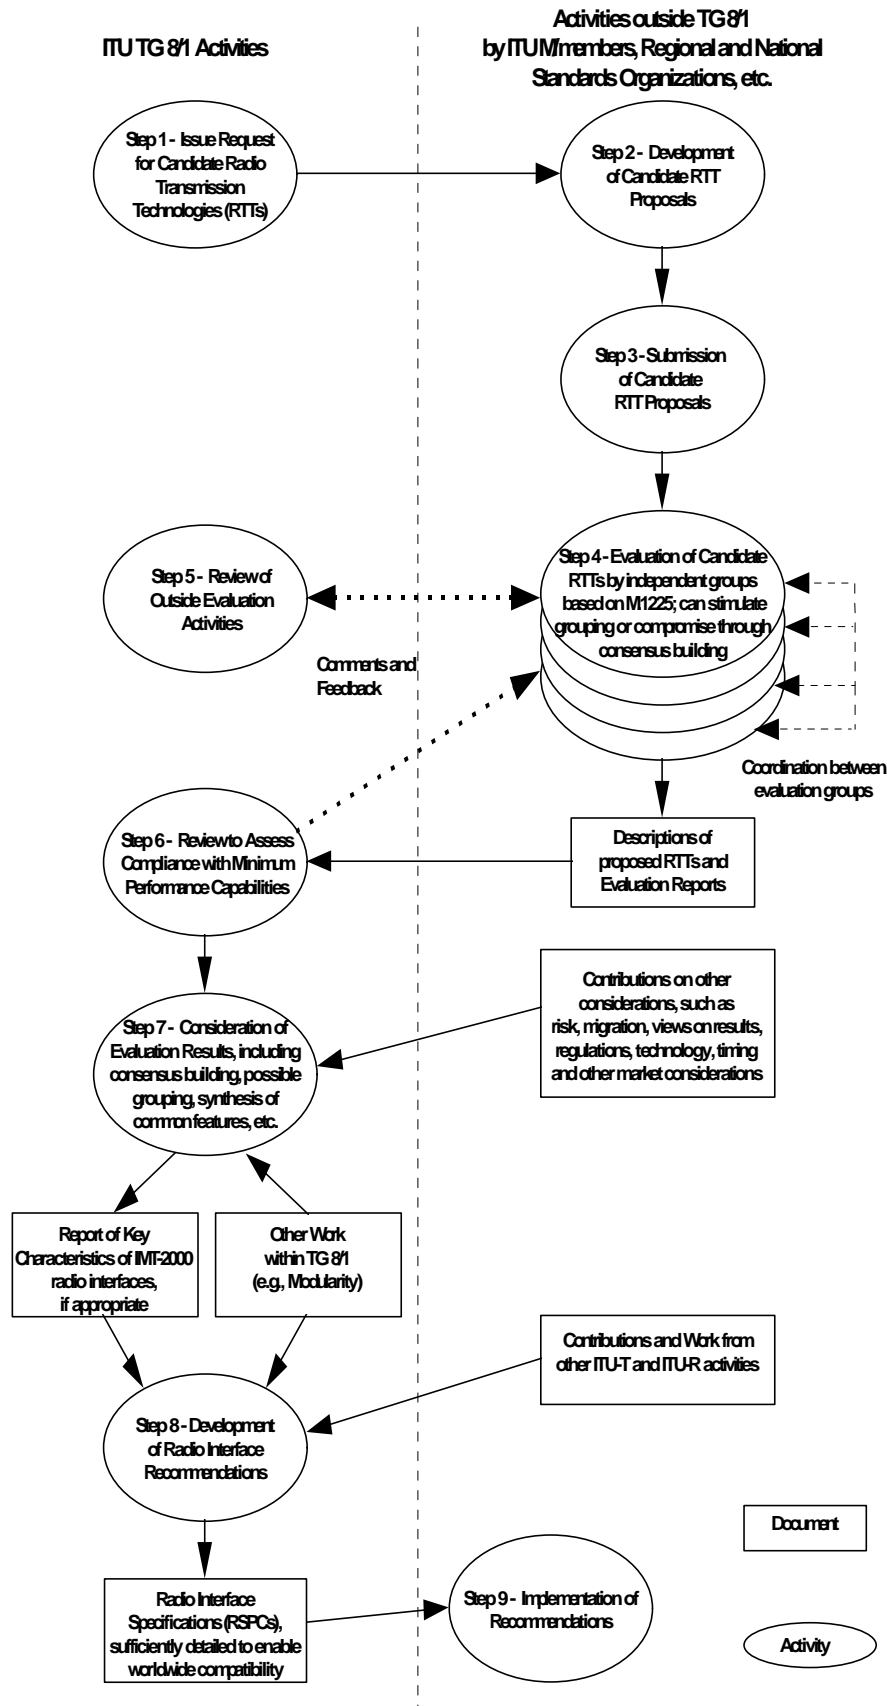 ITU TG 8/1 Activities
Activities outside TG 8/1
by ITU M/members, Regional and National
Standards Organizations, etc.
Step 1 - Issue Request
for Candidate Radio
Transmission
Technologies (RTTs)
Step 2 - Development
of Candidate RTT
Proposals
Step 3 - Submission
of Candidate
RTT Proposals
Step 4 - Evaluation of Candidate
RTTs by independent groups
based on M.1225; can stimulate
grouping or compromise through
consensus building
Step 5 - Review of
Outside Evaluation
Activities
Comments and
Feedback
Coordination between
evaluation groups
Step 6 - Review to Assess
Compliance with Minimum
Performance Capabilities
Descriptions of
proposed RTTs and
Evaluation Reports
Contributions on other
considerations, such as
risk, migration, views on results,
regulations, technology, timing
and other market considerations
Step 7 - Consideration of
Evaluation Results, including
consensus building, possible
grouping, synthesis of
common features, etc.
Report of Key
Characteristics of IMT-2000
radio interfaces,
if appropriate
Other Work
within TG 8/1
(e.g., Modularity)
Contributions and Work from
other ITU-T and ITU-R activities
Step 8 - Development
of Radio Interface
Recommendations
Document
Radio Interface
Specifications (RSPCs),
sufficiently detailed to enable
worldwide compatibility
Step 9 - Implementation of
Recommendations
Activity